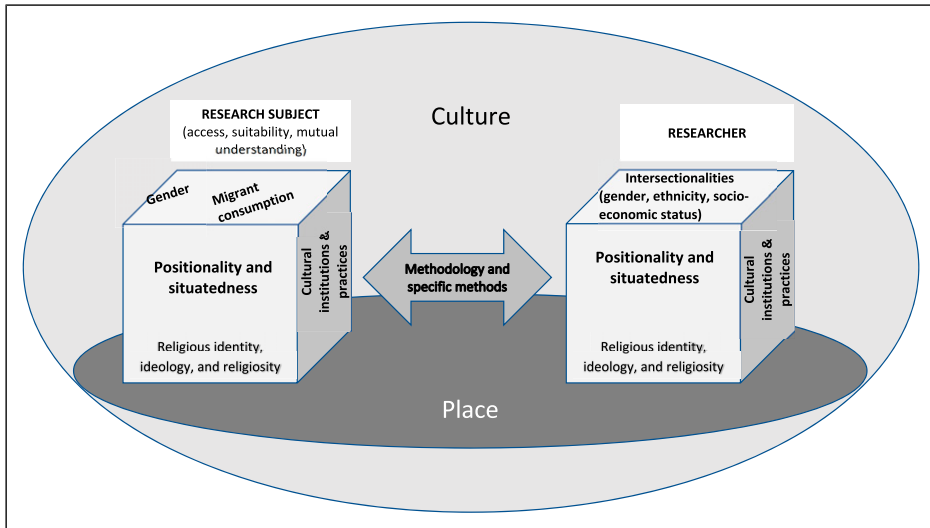 Culture
RESEARCH SUBJECT
(access, suitability, mutual
understanding)
RESEARCHER
Gender
Migrant
consumption
Positionality and
situatedness
Religious identity,
ideology, and religiosity
Cultural
institutions &
practices
Methodology and
specific methods
Intersectionalities
(gender, ethnicity, socio-
economic status)
Positionality and
situatedness
Religious identity,
ideology, and religiosity
Cultural
institutions &
practices
Place